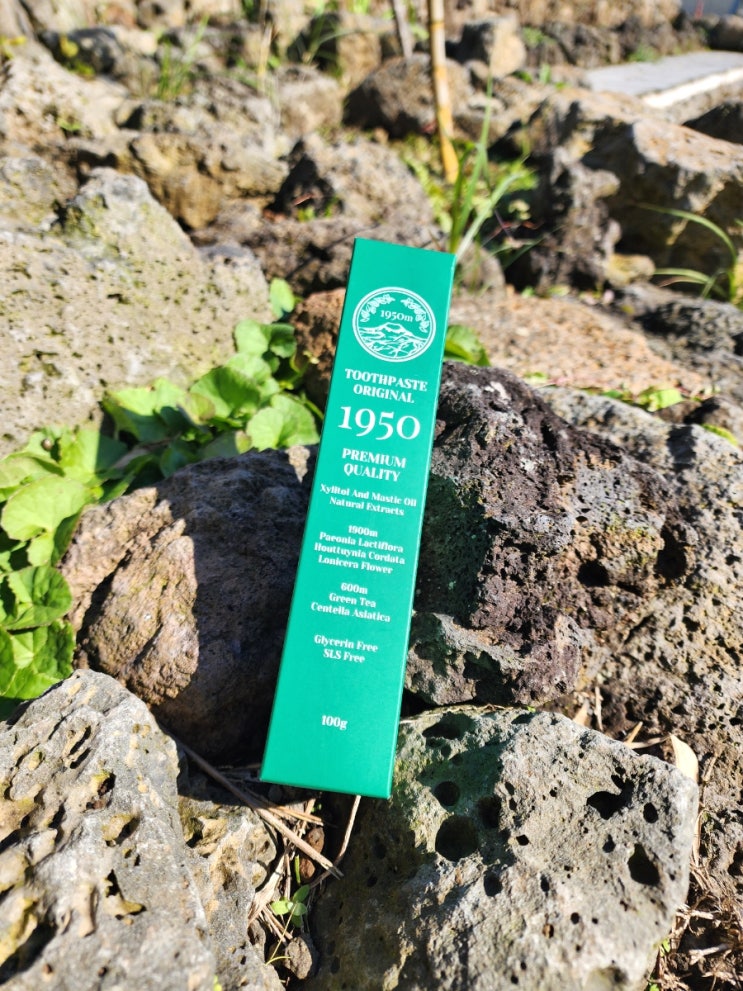 1950m
TOOTHPASTE
ORIGINAL
1950
PREMIUM
QUALITY
Xylitol And Mastic Oil
Natural Extracts
1900m
Paeonia Lactiflora
Houttuynia Cordata
Lonicera Flower
600m
Green Tea
Centella Asiatica
Glycerin Free
SLS Free
100g